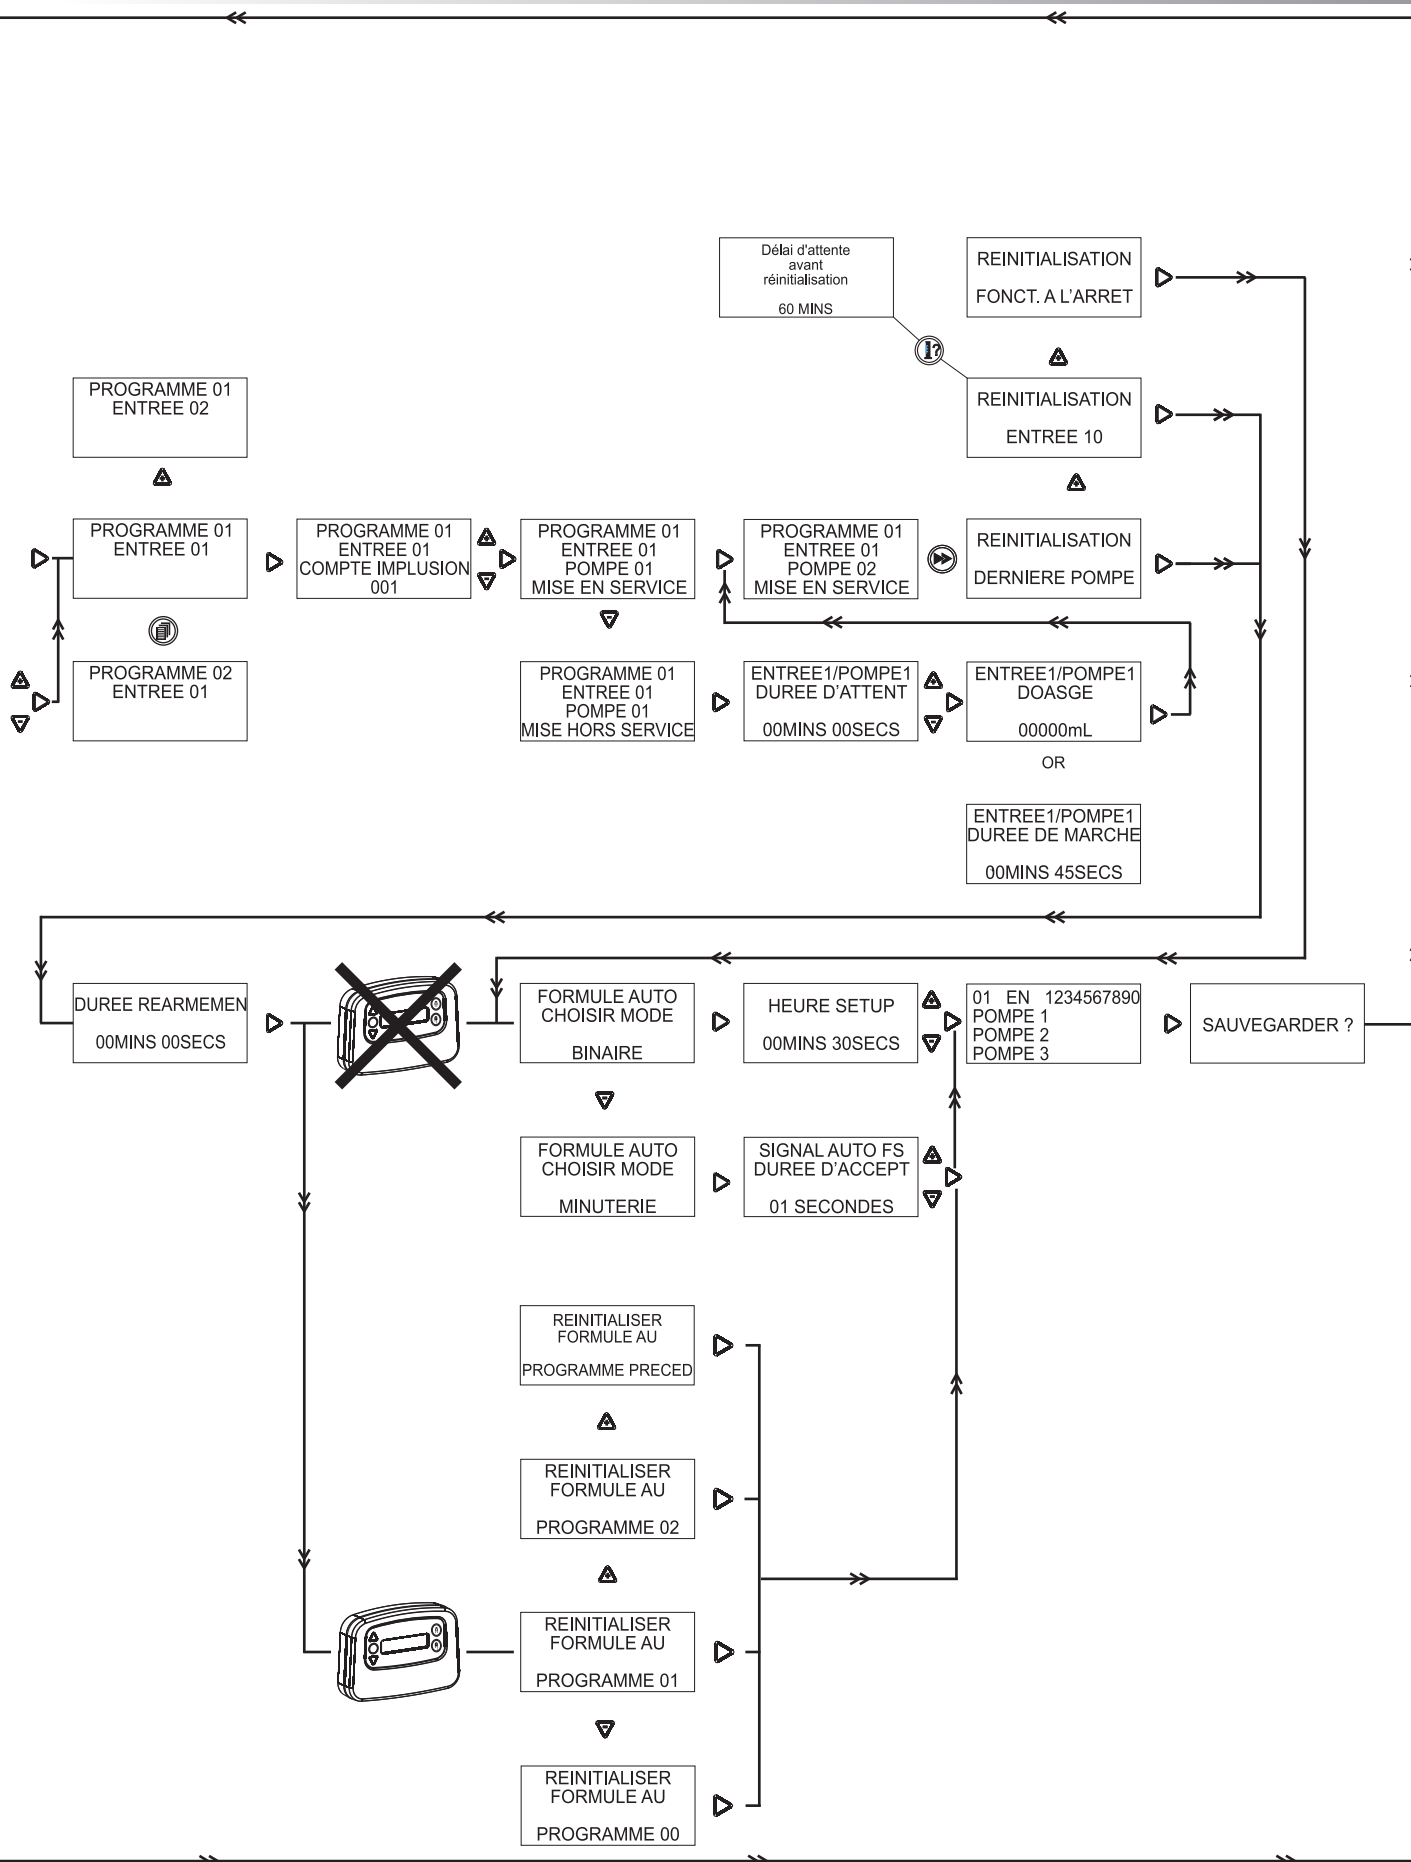 Délai d'attente
avant
réinitialisation
60 MINS
REINITIALISATION
FONCT. A L'ARRET
REINITIALISATION
ENTREE 10
PROGRAMME 01
ENTREE 02
PROGRAMME 01
ENTREE 01
PROGRAMME 01
ENTREE 01
COMPTE IMPLUSION
001
PROGRAMME 01
ENTREE 01
POMPE 01
MISE EN SERVICE
PROGRAMME 01
ENTREE 01
POMPE 02
MISE EN SERVICE
REINITIALISATION
DERNIERE POMPE
PROGRAMME 02
ENTREE 01
PROGRAMME 01
ENTREE 01
POMPE 01
MISE HORS SERVICE
ENTREE1/POMPE1
DUREE D'ATTENT
00MINS 00SECS
ENTREE1/POMPE1
DOASGE
00000mL
OR
ENTREE1/POMPE1
DUREE DE MARCHE
00MINS 45SECS
DUREE REARMEMEN
00MINS 00SECS
FORMULE AUTO
CHOISIR MODE
BINAIRE
HEURE SETUP
00MINS 30SECS
01 EN 1234567890
POMPE 1
POMPE 2
POMPE 3
SAUVEGARDER ?
FORMULE AUTO
CHOISIR MODE
MINUTERIE
SIGNAL AUTO FS
DUREE D'ACCEPT
01 SECONDES
REINITIALISER
FORMULE AU
PROGRAMME PRECED
REINITIALISER
FORMULE AU
PROGRAMME 02
REINITIALISER
FORMULE AU
PROGRAMME 01
REINITIALISER
FORMULE AU
PROGRAMME 00